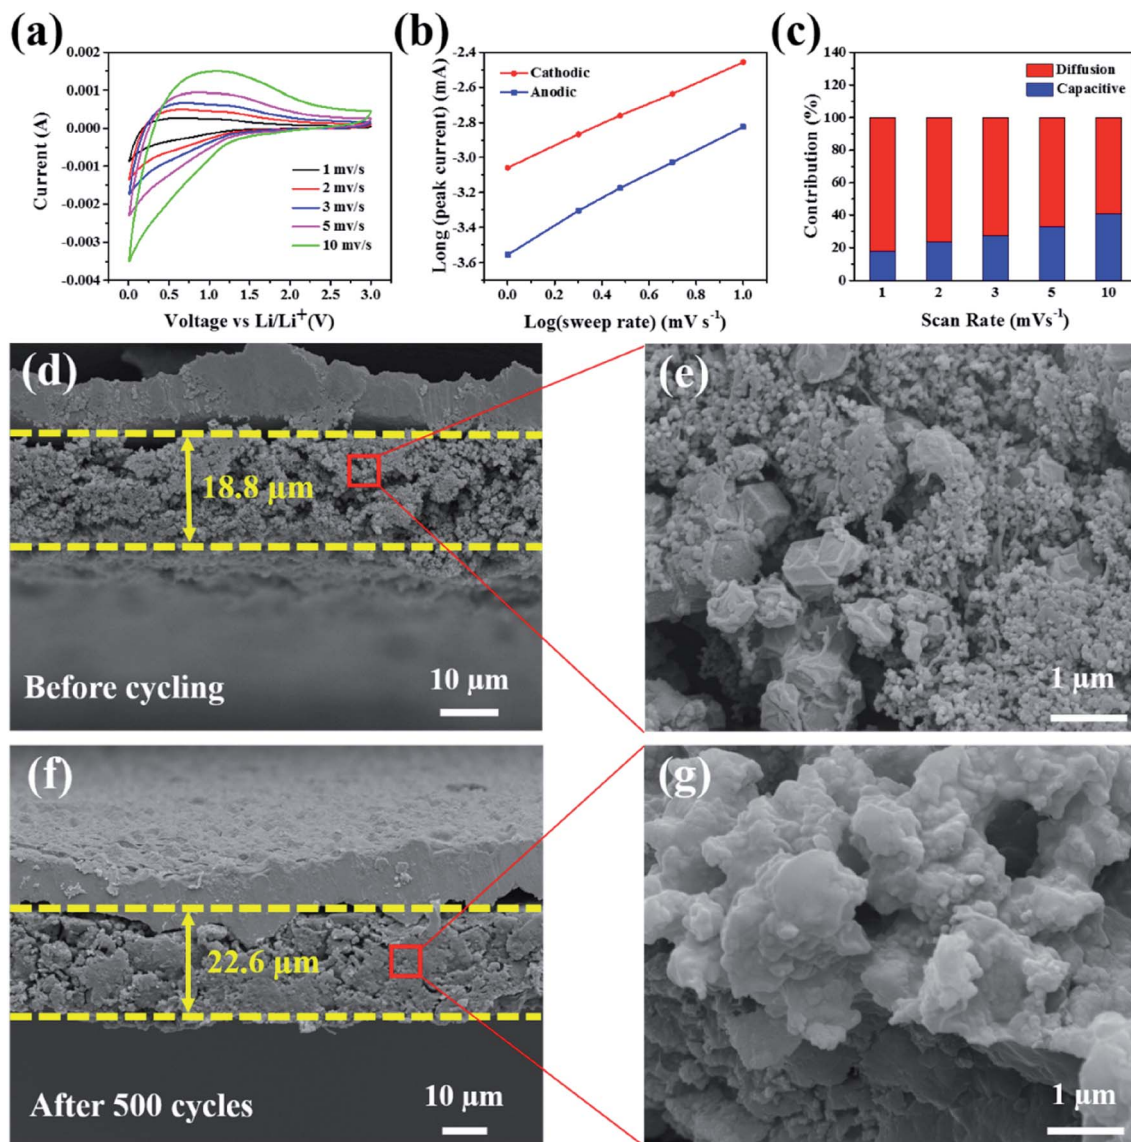 (a)
0.002
0.001
0.000
-0.001
-0.002
-0.003
-0.004
Current (A)
1 mv/s
2 mv/s
3 mv/s
5 mv/s
10 mv/s
0.0 0.5 1.0 1.5 2.0 2.5 3.0
Voltage vs Li/Li⁺(V)
(b)
-2.4
-2.6
-2.8
-3.0
-3.2
-3.4
-3.6
Long (peak current) (mA)
Cathodic
Anodic
0.0 0.2 0.4 0.6 0.8 1.0
Log(sweep rate) (mV s⁻¹)
(c)
140
120
100
80
60
40
20
0
Contribution (%)
Diffusion
Capacitive
1 2 3 5 10
Scan Rate (mVs⁻¹)
(d)
18.8 μm
Before cycling
10 μm
(e)
1 μm
(f)
22.6 μm
After 500 cycles
10 μm
(g)
1 μm